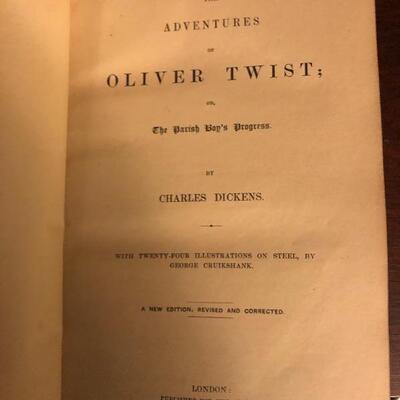 ADVENTURES
OF
OLIVER TWIST;
OR,
The Parish Boy's Progress.
BY
CHARLES DICKENS.
WITH TWENTY-FOUR ILLUSTRATIONS ON STEEL, BY
GEORGE CRUIKSHANK.
A NEW EDITION, REVISED AND CORRECTED.
LONDON: